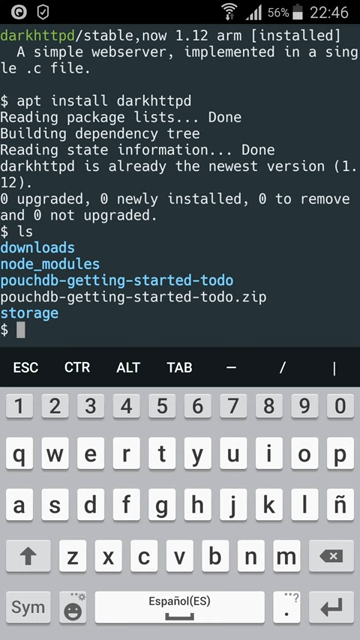 56% 22:46
darkhttpd/stable,now 1.12 arm [installed]
A simple webserver, implemented in a sing
le .c file.
$ apt install darkhttpd
Reading package lists... Done
Building dependency tree
Reading state information... Done
darkhttpd is already the newest version (1.
12).
0 upgraded, 0 newly installed, 0 to remove
and 0 not upgraded.
$ ls
downloads
node_modules
pouchdb-getting-started-todo
pouchdb-getting-started-todo.zip
storage
$
ESC CTR ALT TAB — / |
1 2 3 4 5 6 7 8 9 0
q w e r t y u i o p
a s d f g h j k l ñ
z x c v b n m
Sym Español(ES) . ?